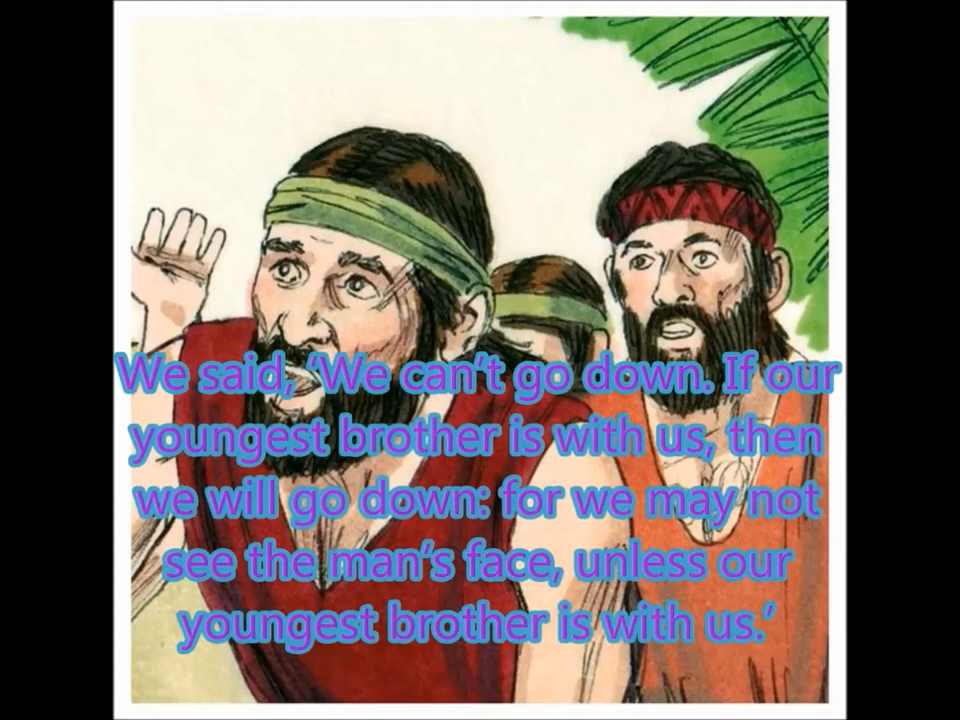 We said, ‘We can’t go down. If our
youngest brother is with us, then
we will go down: for we may not
see the man’s face, unless our
youngest brother is with us.’